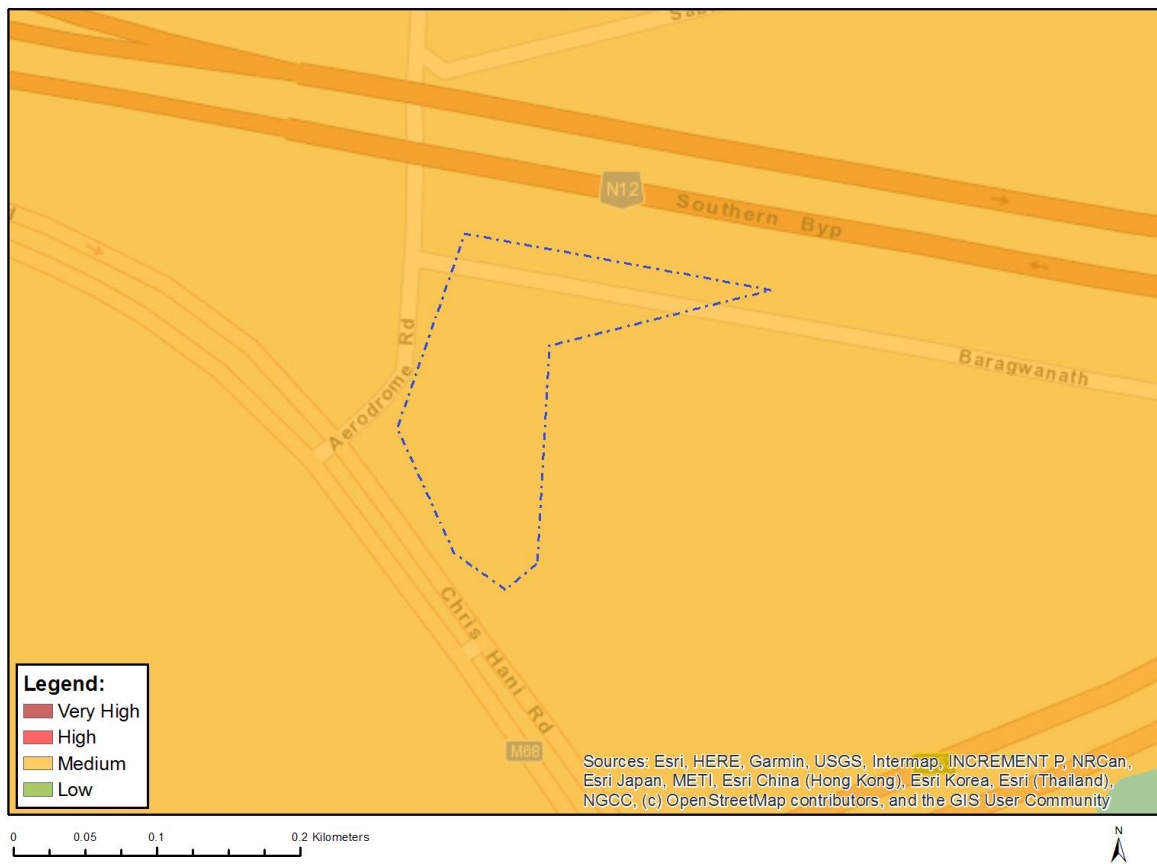 Sab
N12
Southern Byp
y
Aerodrome Rd
Baragwanath
Chris Hani Rd
M68
Legend:
Very High
High
Medium
Low
Sources: Esri, HERE, Garmin, USGS, Intermap, INCREMENT P, NRCan,
Esri Japan, METI, Esri China (Hong Kong), Esri Korea, Esri (Thailand),
NGCC, (c) OpenStreetMap contributors, and the GIS User Community
0 0.05 0.1 0.2 Kilometers
N